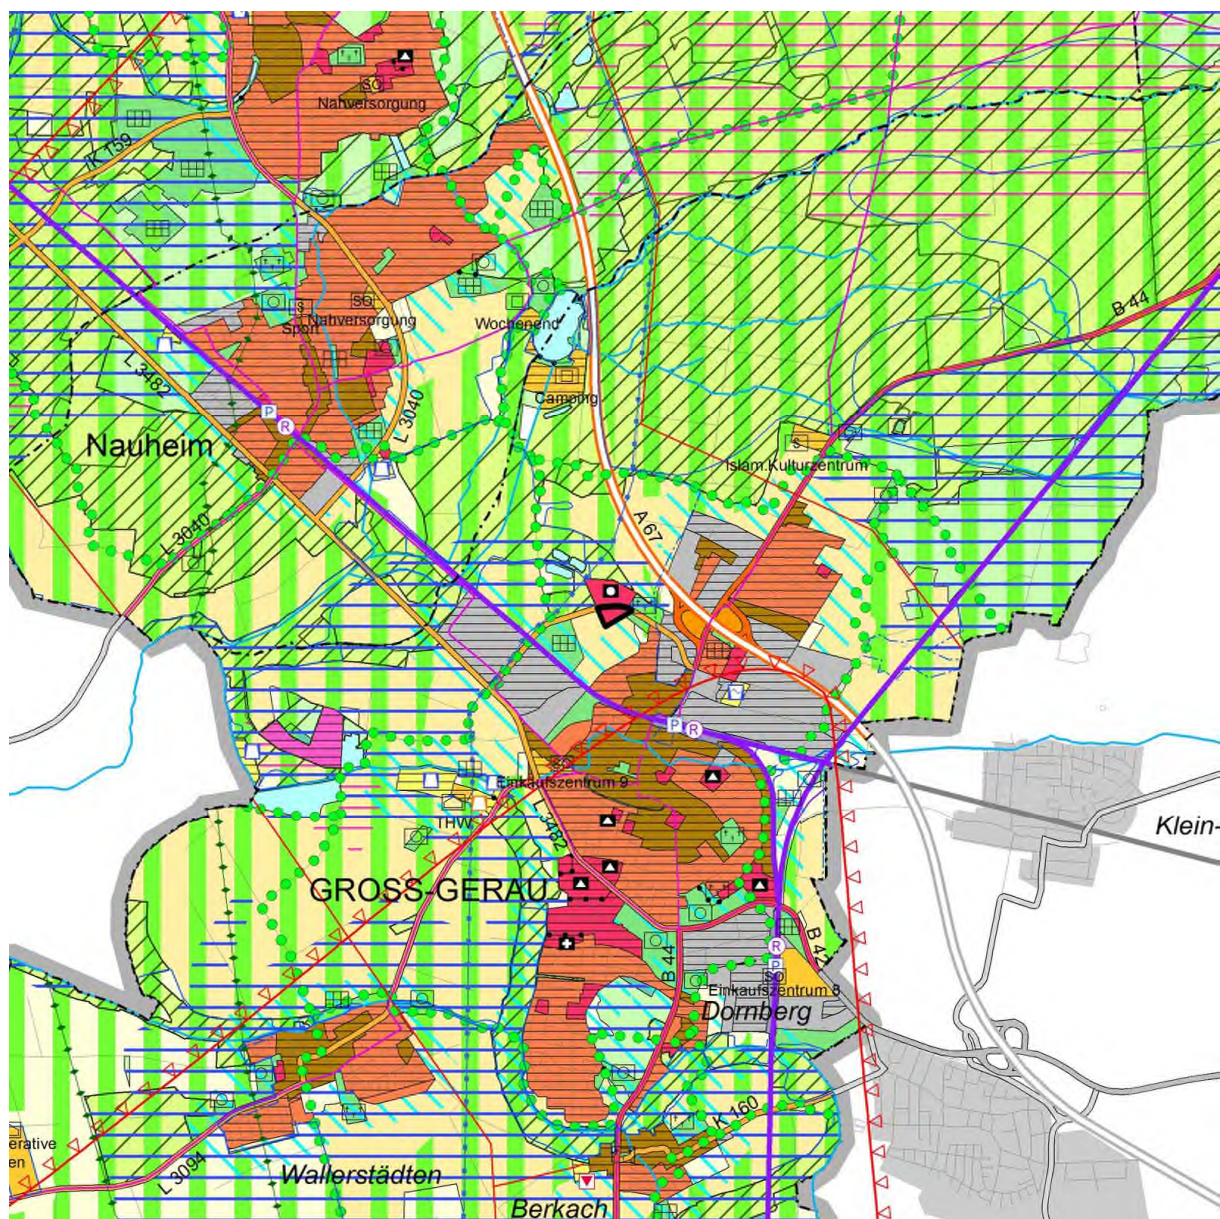 SO
Nahversorgung
K 159
B 44
S
Sport
SO
Nahversorgung
Wochenend
L 3482
Camping
P
R
L 3040
Nauheim
S
Islam.Kulturzentrum
L 3040
A 67
P
R
SO
Einkaufszentrum 9
THW
L 3482
Klein-
GROSS-GERAU
B 44
B 42
R
P
SO
Einkaufszentrum 8
Dornberg
K 160
erative
en
L 3094
Wallerstädten
Berkach